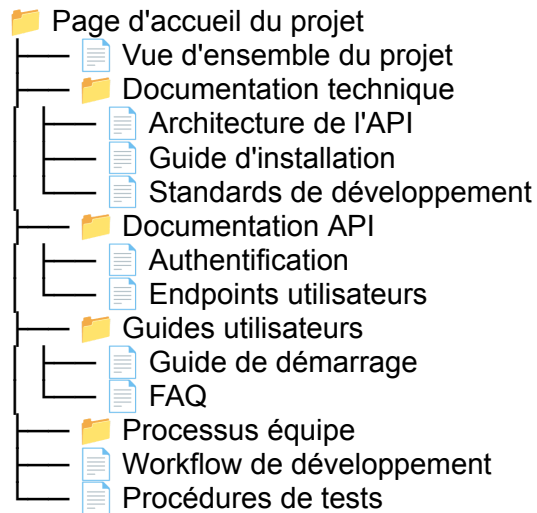 Page d'accueil du projet
Vue d'ensemble du projet
Documentation technique
Architecture de l'API
Guide d'installation
Standards de développement
Documentation API
Authentification
Endpoints utilisateurs
Guides utilisateurs
Guide de démarrage
FAQ
Processus équipe
Workflow de développement
Procédures de tests